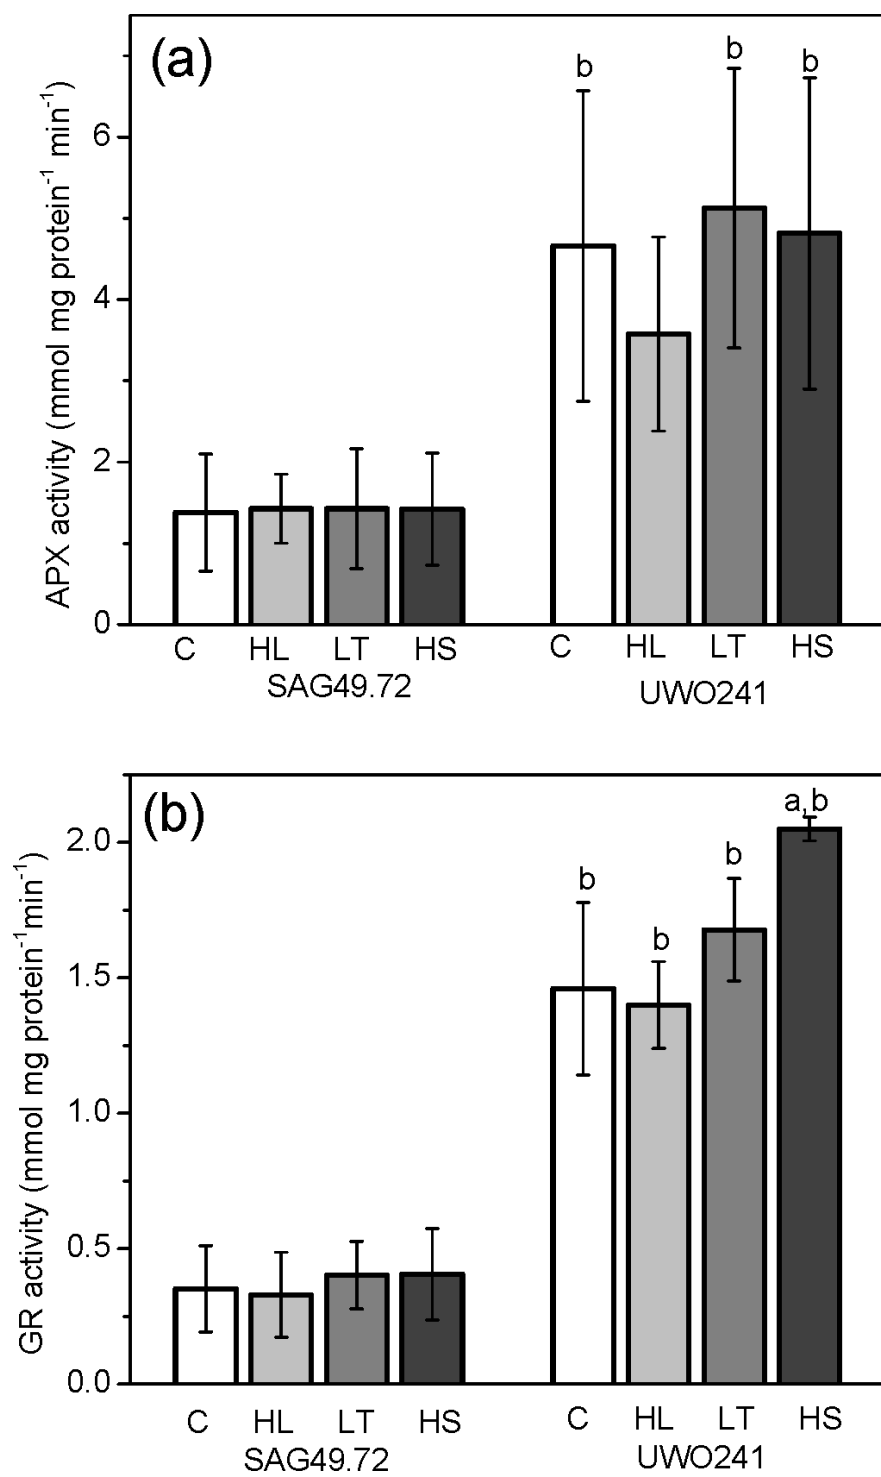 (a)
APX activity (mmol mg protein⁻¹ min⁻¹)
6
4
2
0
b
b
b
C HL LT HS C HL LT HS
SAG49.72 UWO241
(b)
GR activity (mmol mg protein⁻¹min⁻¹)
2.0
1.5
1.0
0.5
0.0
b
b
b
a,b
C HL LT HS C HL LT HS
SAG49.72 UWO241